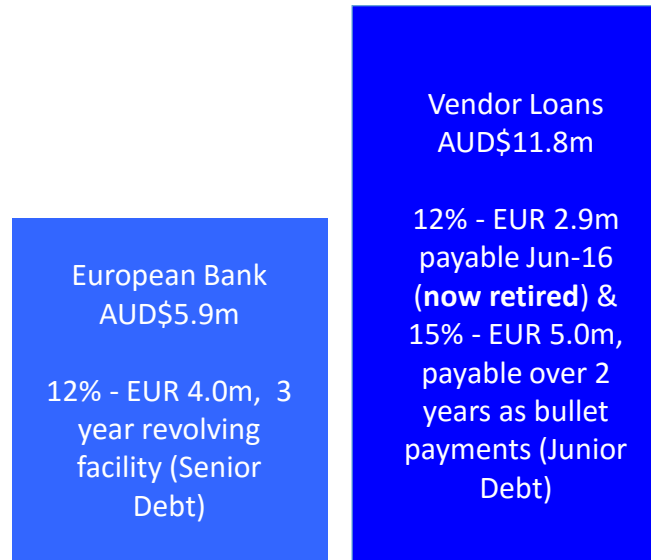 European Bank
AUD$5.9m
12% - EUR 4.0m, 3
year revolving
facility (Senior
Debt)
Vendor Loans
AUD$11.8m
12% - EUR 2.9m
payable Jun-16
(now retired) &
15% - EUR 5.0m,
payable over 2
years as bullet
payments (Junior
Debt)